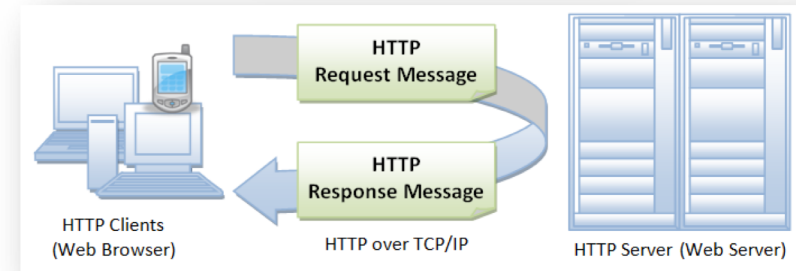 HTTP
Request Message
HTTP
Response Message
HTTP Clients
(Web Browser)
HTTP over TCP/IP
HTTP Server (Web Server)